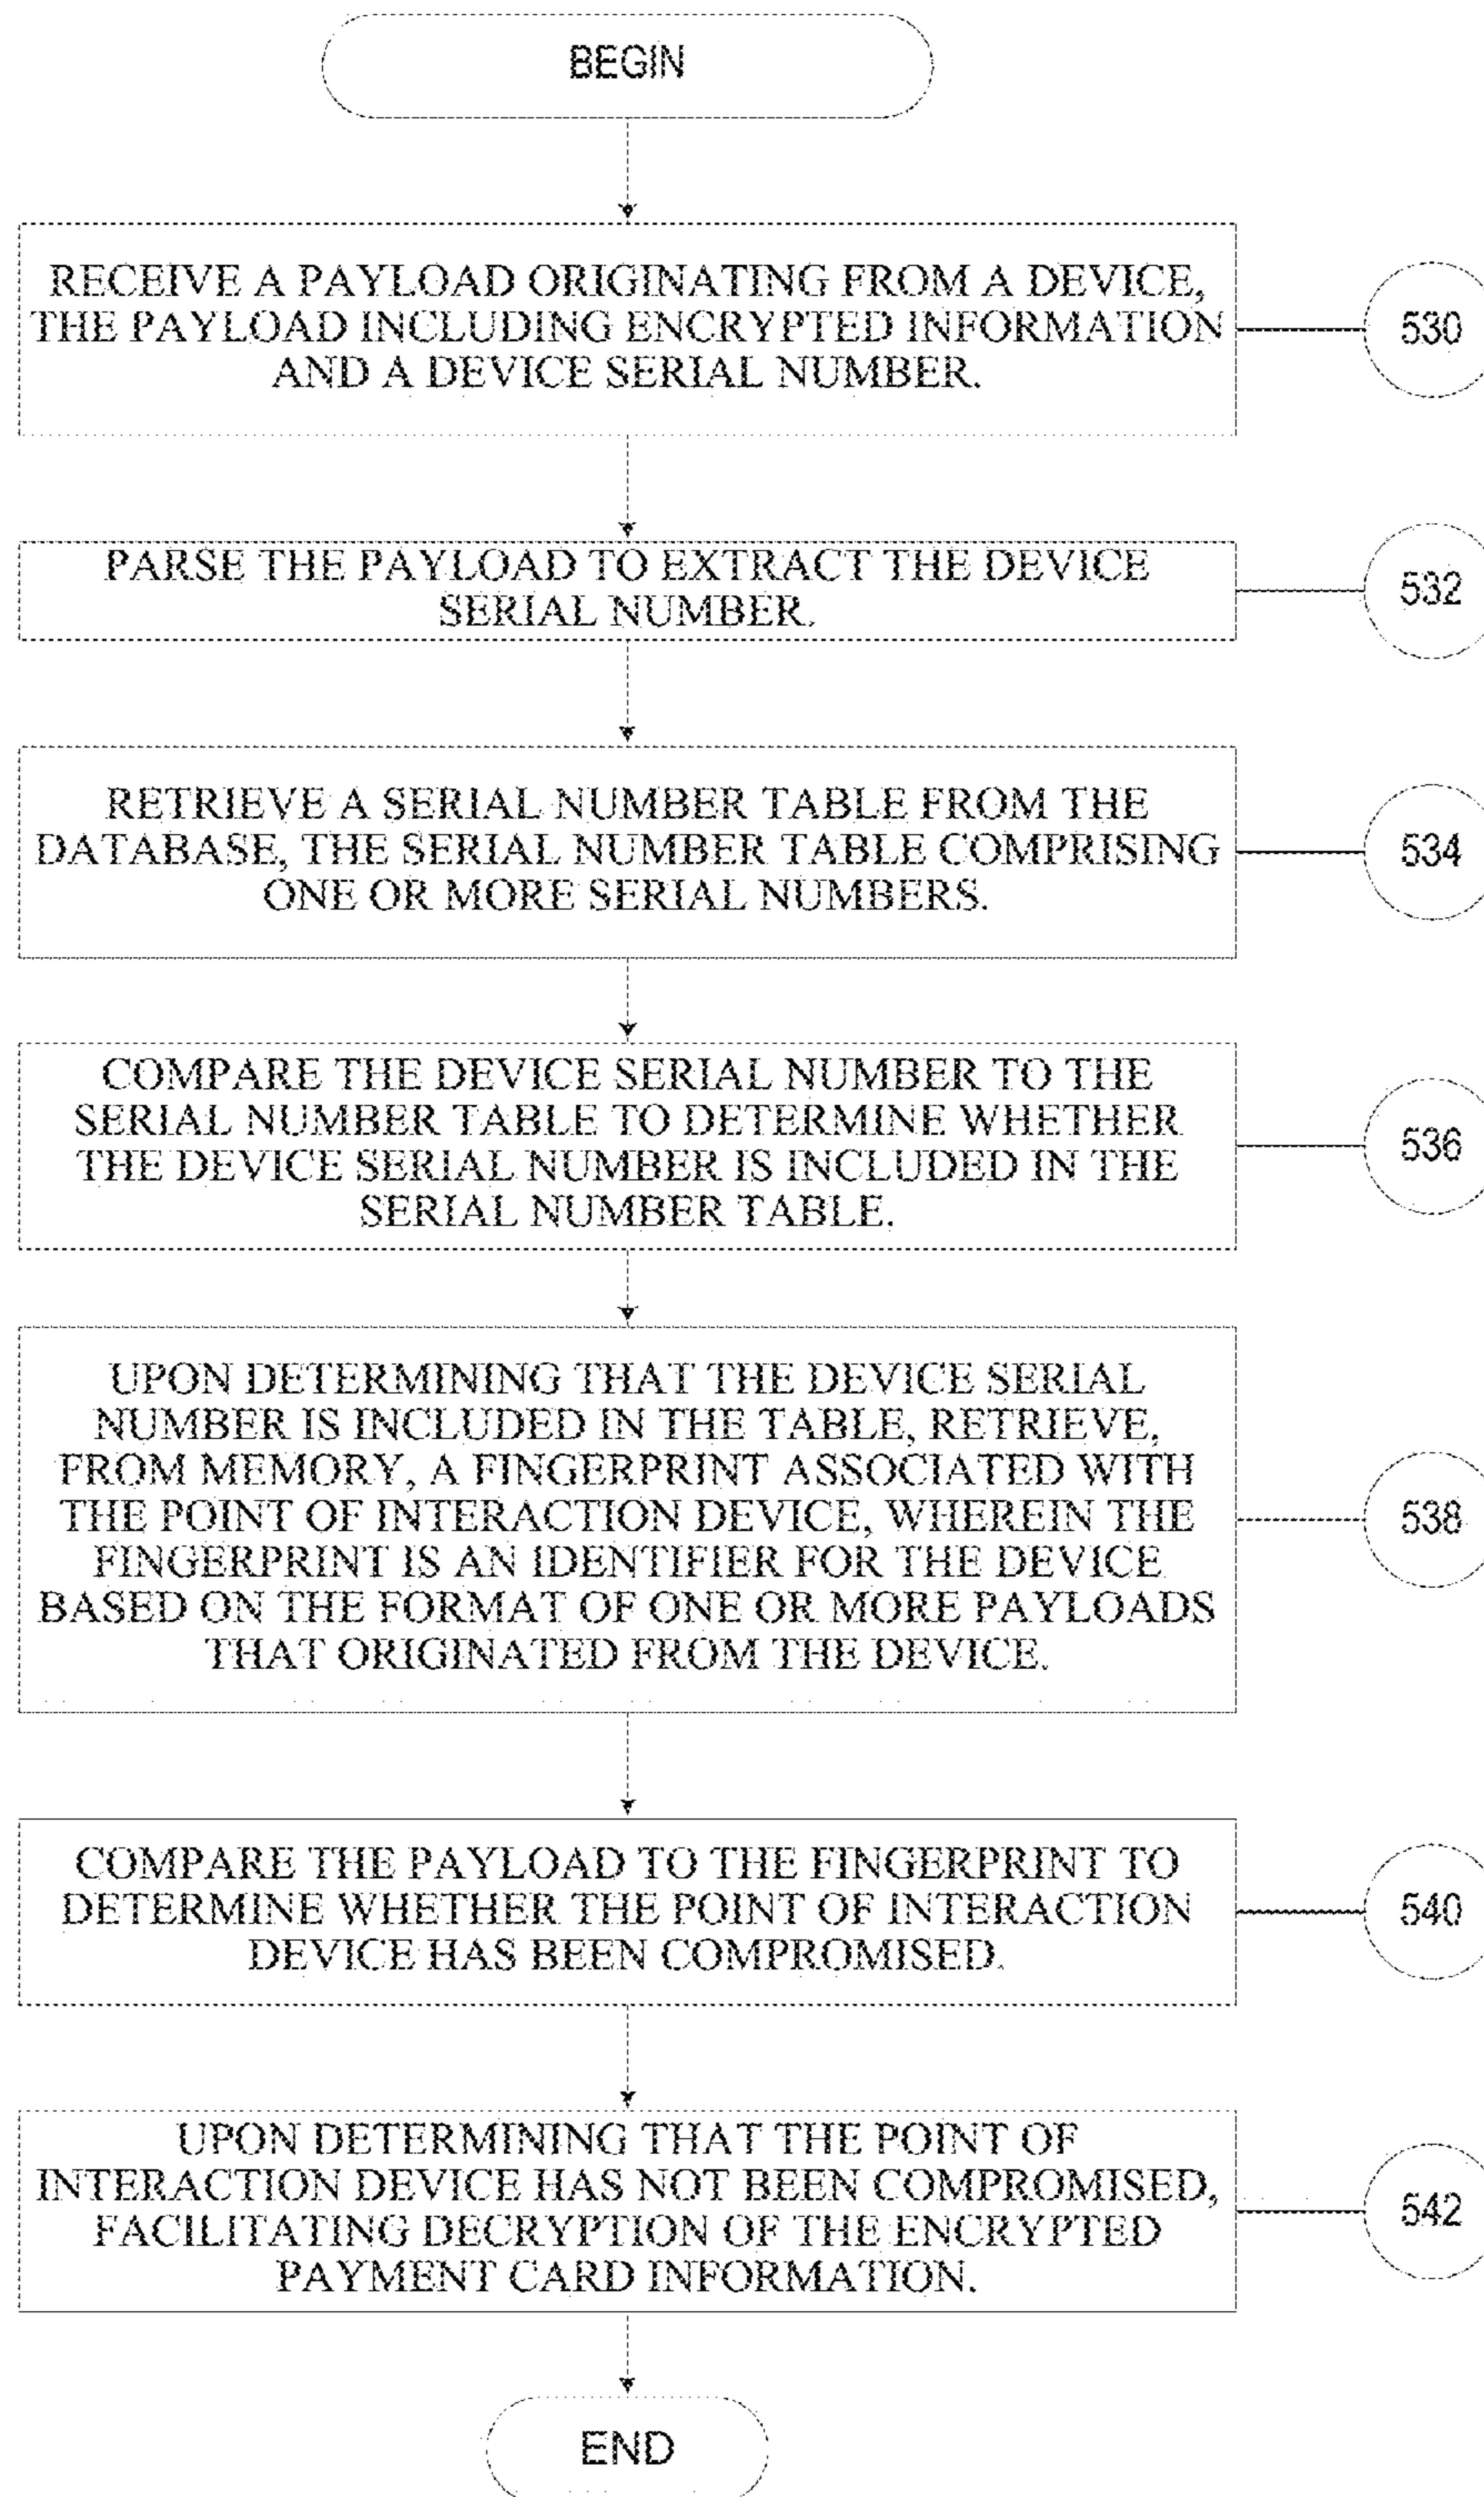 BEGIN
RECEIVE A PAYLOAD ORIGINATING FROM A DEVICE,
THE PAYLOAD INCLUDING ENCRYPTED INFORMATION
AND A DEVICE SERIAL NUMBER.
530
PARSE THE PAYLOAD TO EXTRACT THE DEVICE
SERIAL NUMBER.
532
RETRIEVE A SERIAL NUMBER TABLE FROM THE
DATABASE, THE SERIAL NUMBER TABLE COMPRISING
ONE OR MORE SERIAL NUMBERS.
534
COMPARE THE DEVICE SERIAL NUMBER TO THE
SERIAL NUMBER TABLE TO DETERMINE WHETHER
THE DEVICE SERIAL NUMBER IS INCLUDED IN THE
SERIAL NUMBER TABLE.
536
UPON DETERMINING THAT THE DEVICE SERIAL
NUMBER IS INCLUDED IN THE TABLE, RETRIEVE,
FROM MEMORY, A FINGERPRINT ASSOCIATED WITH
THE POINT OF INTERACTION DEVICE, WHEREIN THE
FINGERPRINT IS AN IDENTIFIER FOR THE DEVICE
BASED ON THE FORMAT OF ONE OR MORE PAYLOADS
THAT ORIGINATED FROM THE DEVICE.
538
COMPARE THE PAYLOAD TO THE FINGERPRINT TO
DETERMINE WHETHER THE POINT OF INTERACTION
DEVICE HAS BEEN COMPROMISED.
540
UPON DETERMINING THAT THE POINT OF
INTERACTION DEVICE HAS NOT BEEN COMPROMISED,
FACILITATING DECRYPTION OF THE ENCRYPTED
PAYMENT CARD INFORMATION.
542
END